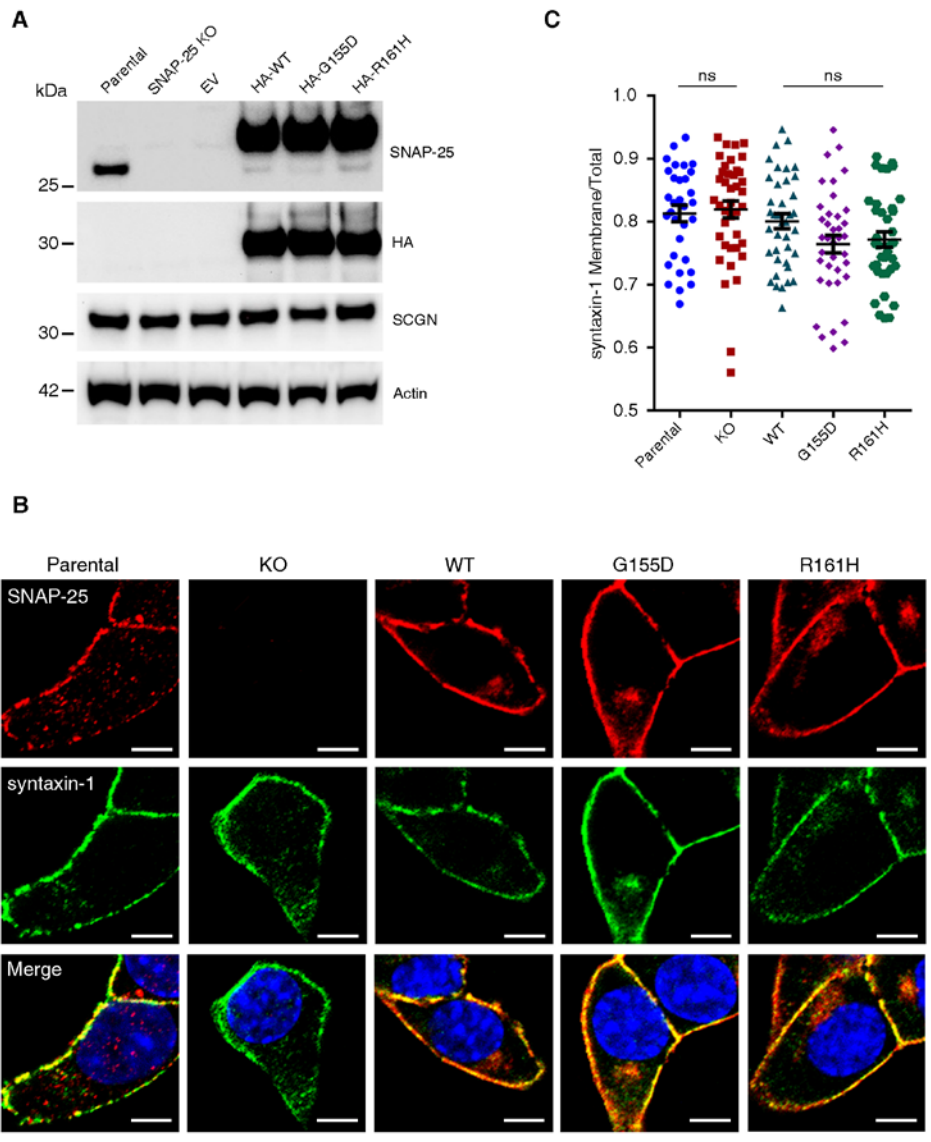 A
Parental
SNAP-25 KO
EV
HA-WT
HA-G155D
HA-R161H
kDa
SNAP-25
25
30
HA
SCGN
30
42
Actin
C
ns
ns
1.0
0.9
0.8
0.7
0.6
0.5
syntaxin-1 Membrane/Total
Parental
KO
WT
G155D
R161H
B
Parental
KO
WT
G155D
R161H
SNAP-25
syntaxin-1
Merge